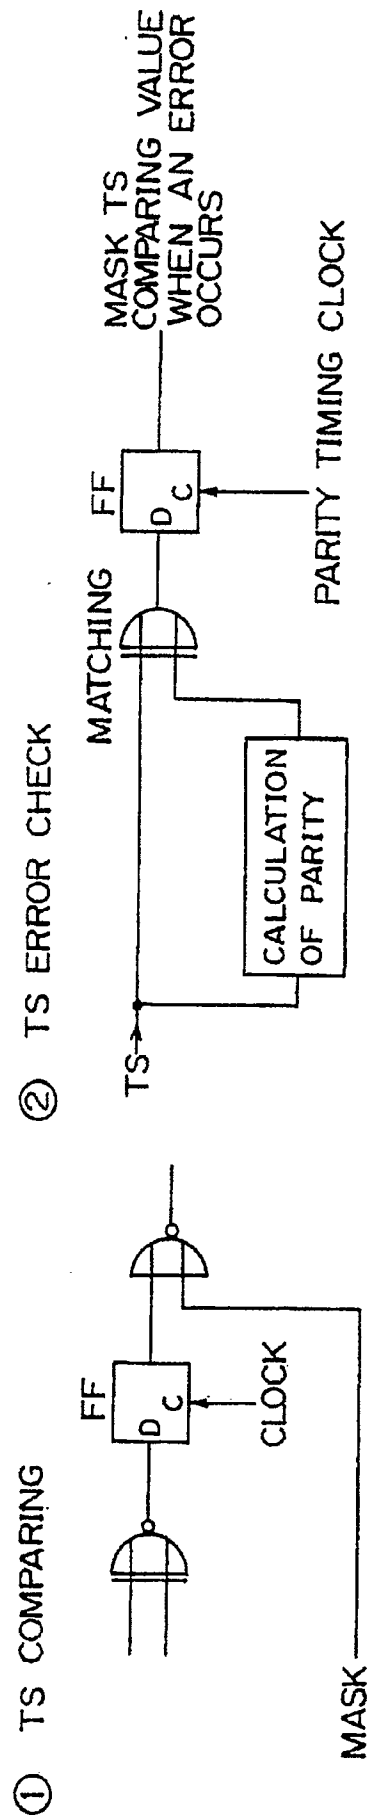 ① TS COMPARING
FF
D
C
CLOCK
MASK
② TS ERROR CHECK
TS
MATCHING
FF
D
C
CALCULATION
OF PARITY
PARITY TIMING CLOCK
MASK TS
COMPARING VALUE
WHEN AN ERROR
OCCURS